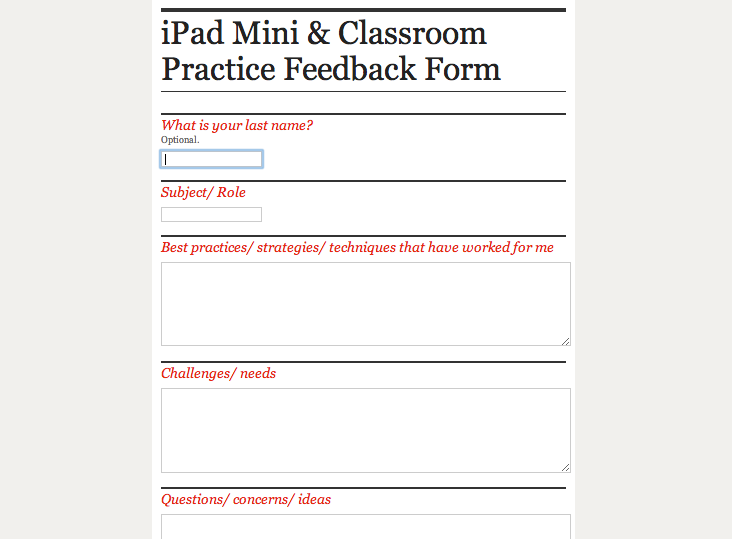 iPad Mini & Classroom
Practice Feedback Form
What is your last name?
Optional.
Subject/ Role
Best practices/ strategies/ techniques that have worked for me
Challenges/ needs
Questions/ concerns/ ideas